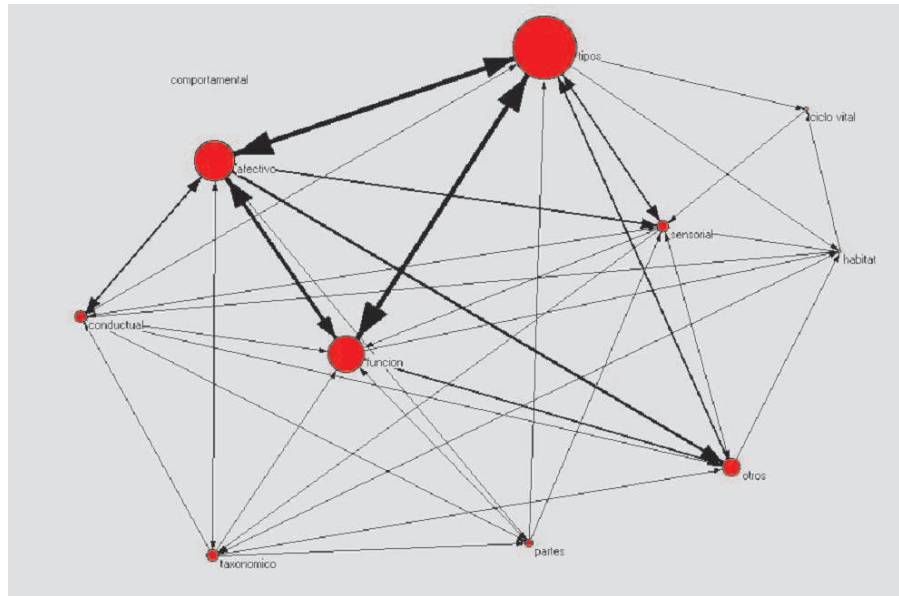 tipos
comportamental
ciclo vital
afectivo
sensorial
habitat
conductual
funcion
otros
partes
taxonomico